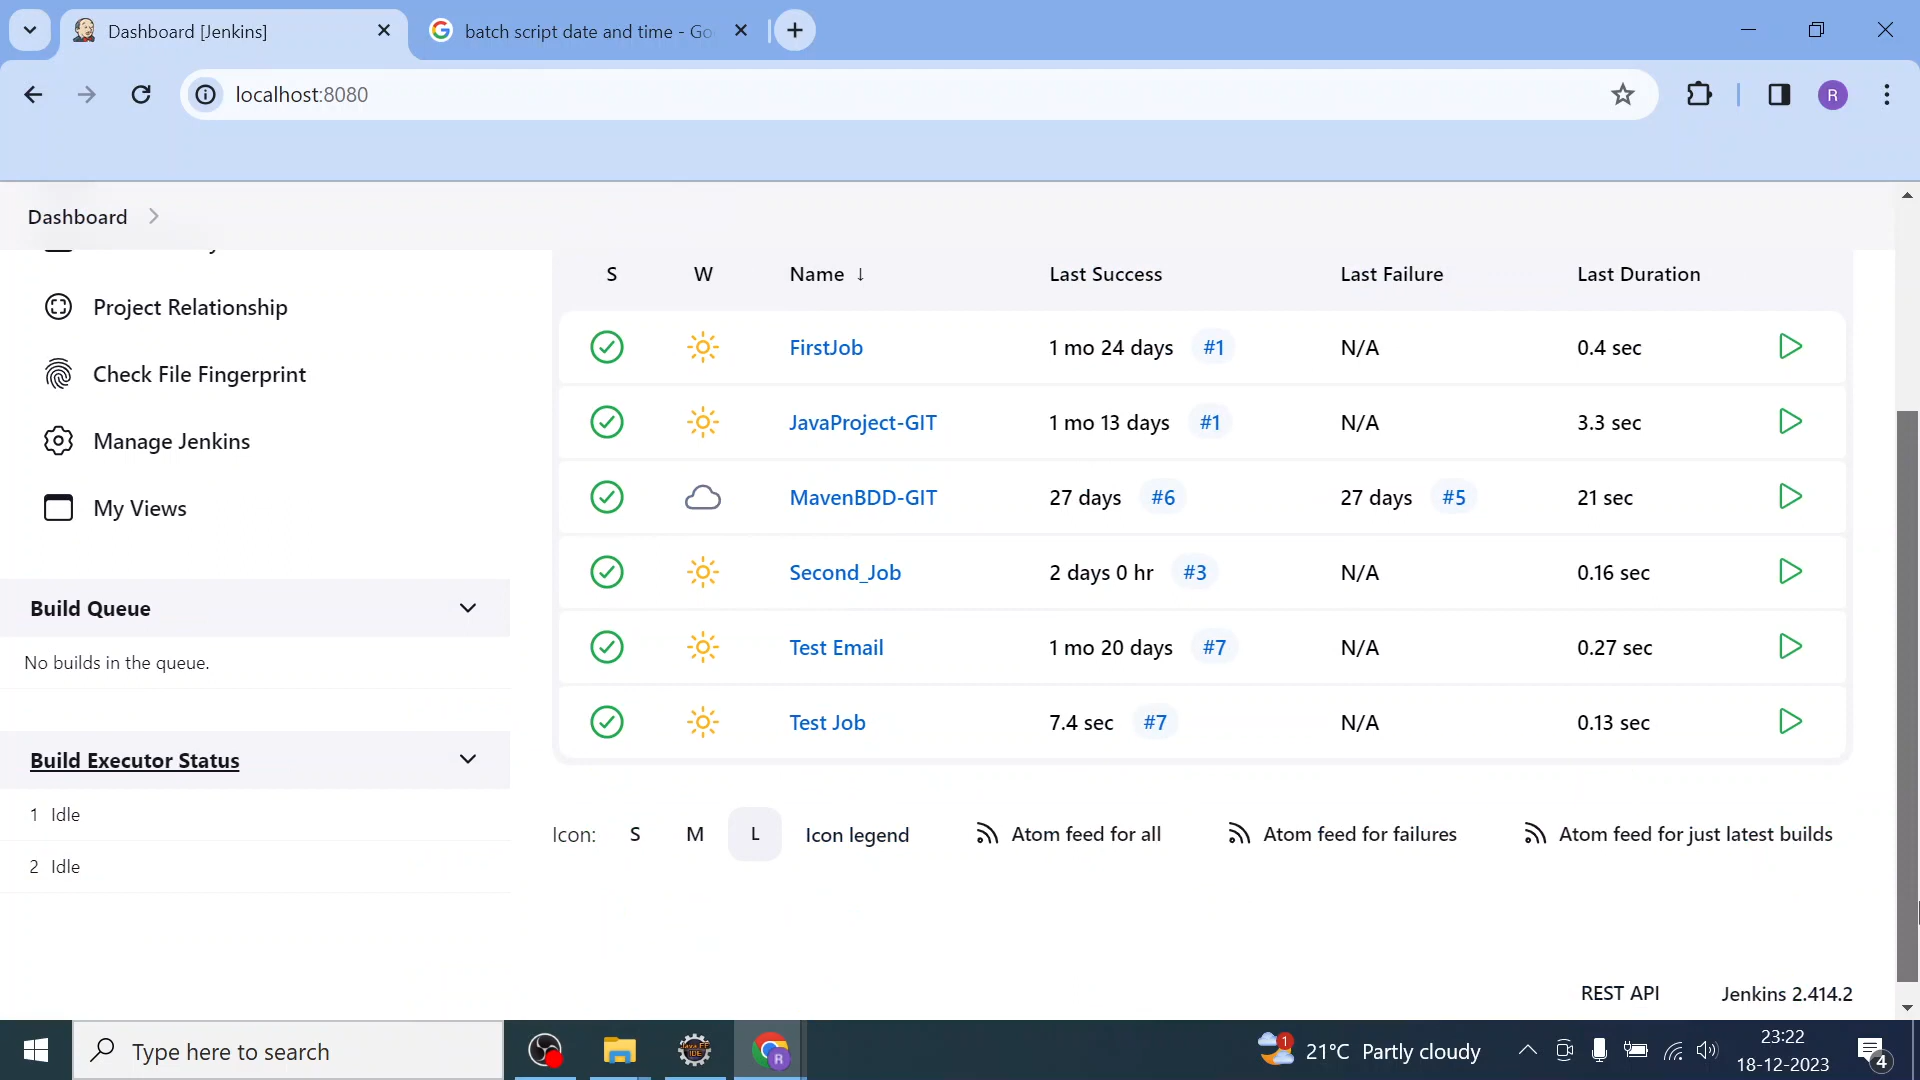 Dashboard [Jenkins]
batch script date and time - Go
localhost:8080
R
Dashboard
Project Relationship
Check File Fingerprint
Manage Jenkins
My Views
Build Queue
No builds in the queue.
Build Executor Status
1 Idle
2 Idle
S W Name ↓ Last Success Last Failure Last Duration
FirstJob 1 mo 24 days #1 N/A 0.4 sec
JavaProject-GIT 1 mo 13 days #1 N/A 3.3 sec
MavenBDD-GIT 27 days #6 27 days #5 21 sec
Second_Job 2 days 0 hr #3 N/A 0.16 sec
Test Email 1 mo 20 days #7 N/A 0.27 sec
Test Job 7.4 sec #7 N/A 0.13 sec
Icon: S M L Icon legend Atom feed for all Atom feed for failures Atom feed for just latest builds
REST API Jenkins 2.414.2
Type here to search
Java EE
IDE
R
1
21°C Partly cloudy
23:22
18-12-2023
4